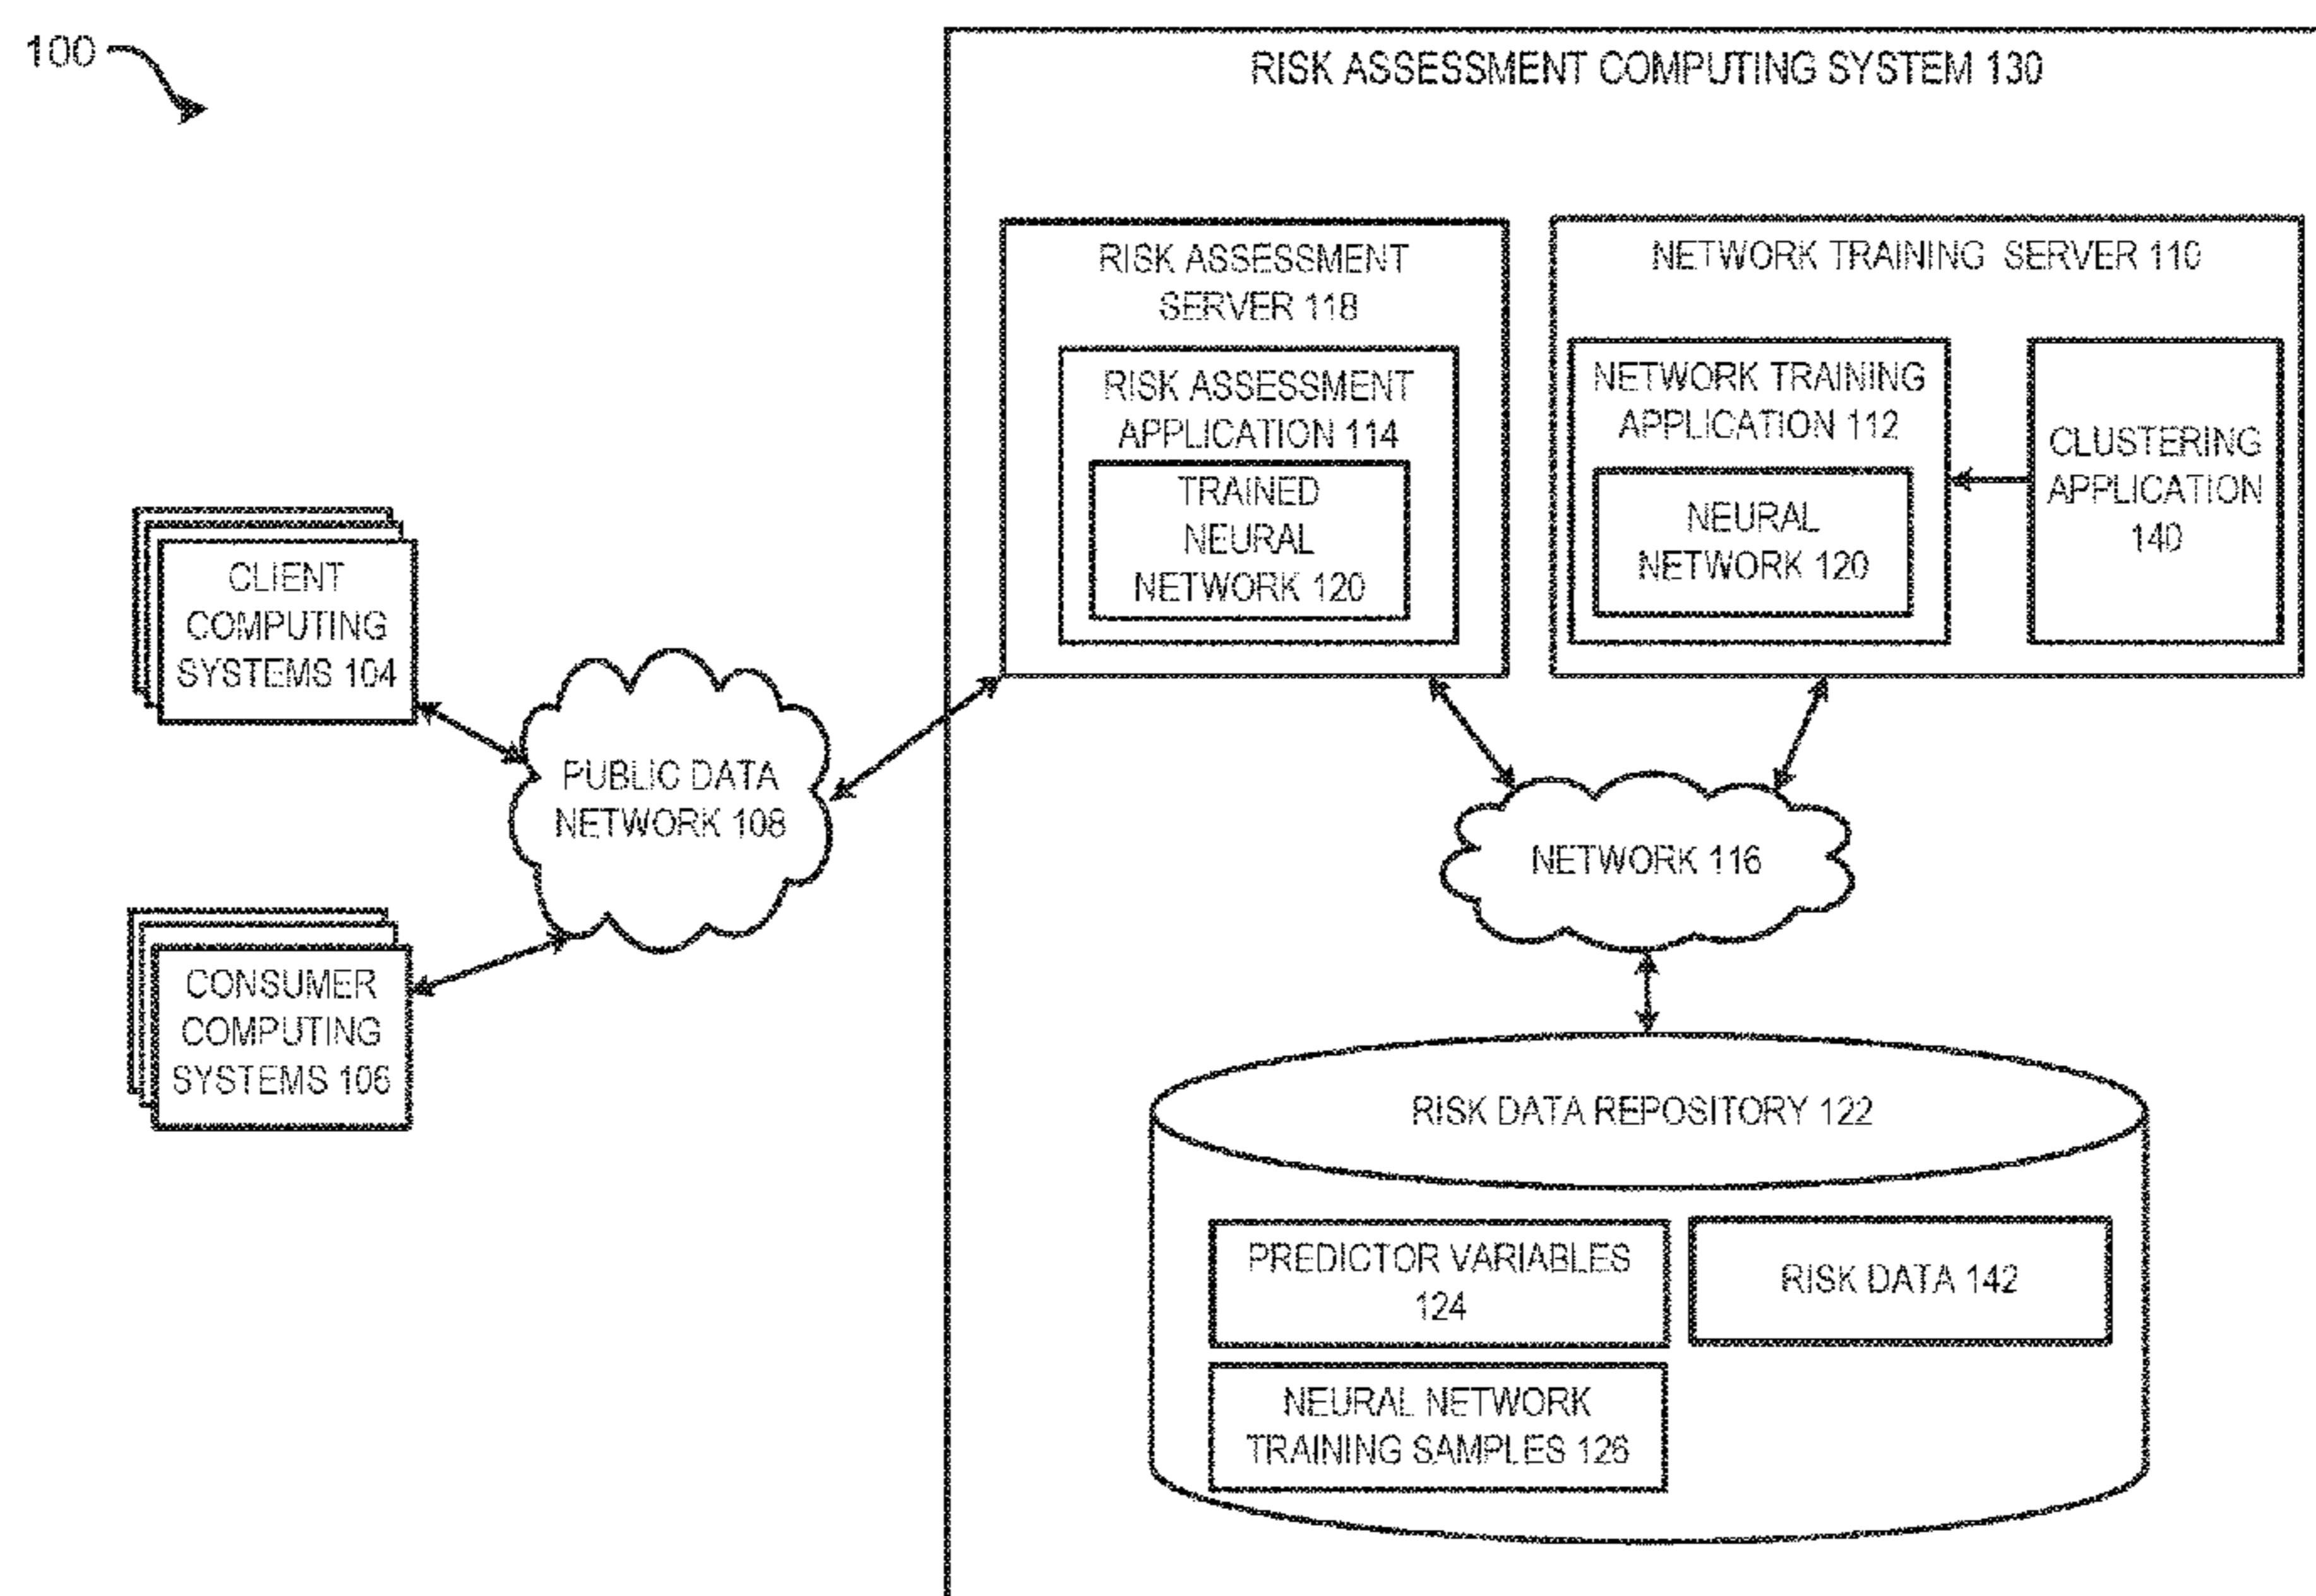 100
RISK ASSESSMENT COMPUTING SYSTEM 130
RISK ASSESSMENT
SERVER 118
RISK ASSESSMENT
APPLICATION 114
TRAINED
NEURAL
NETWORK 120
NETWORK TRAINING SERVER 110
NETWORK TRAINING
APPLICATION 112
NEURAL
NETWORK 120
CLUSTERING
APPLICATION
140
CLIENT
COMPUTING
SYSTEMS 104
PUBLIC DATA
NETWORK 108
NETWORK 116
CONSUMER
COMPUTING
SYSTEMS 106
RISK DATA REPOSITORY 122
PREDICTOR VARIABLES
124
RISK DATA 142
NEURAL NETWORK
TRAINING SAMPLES 126